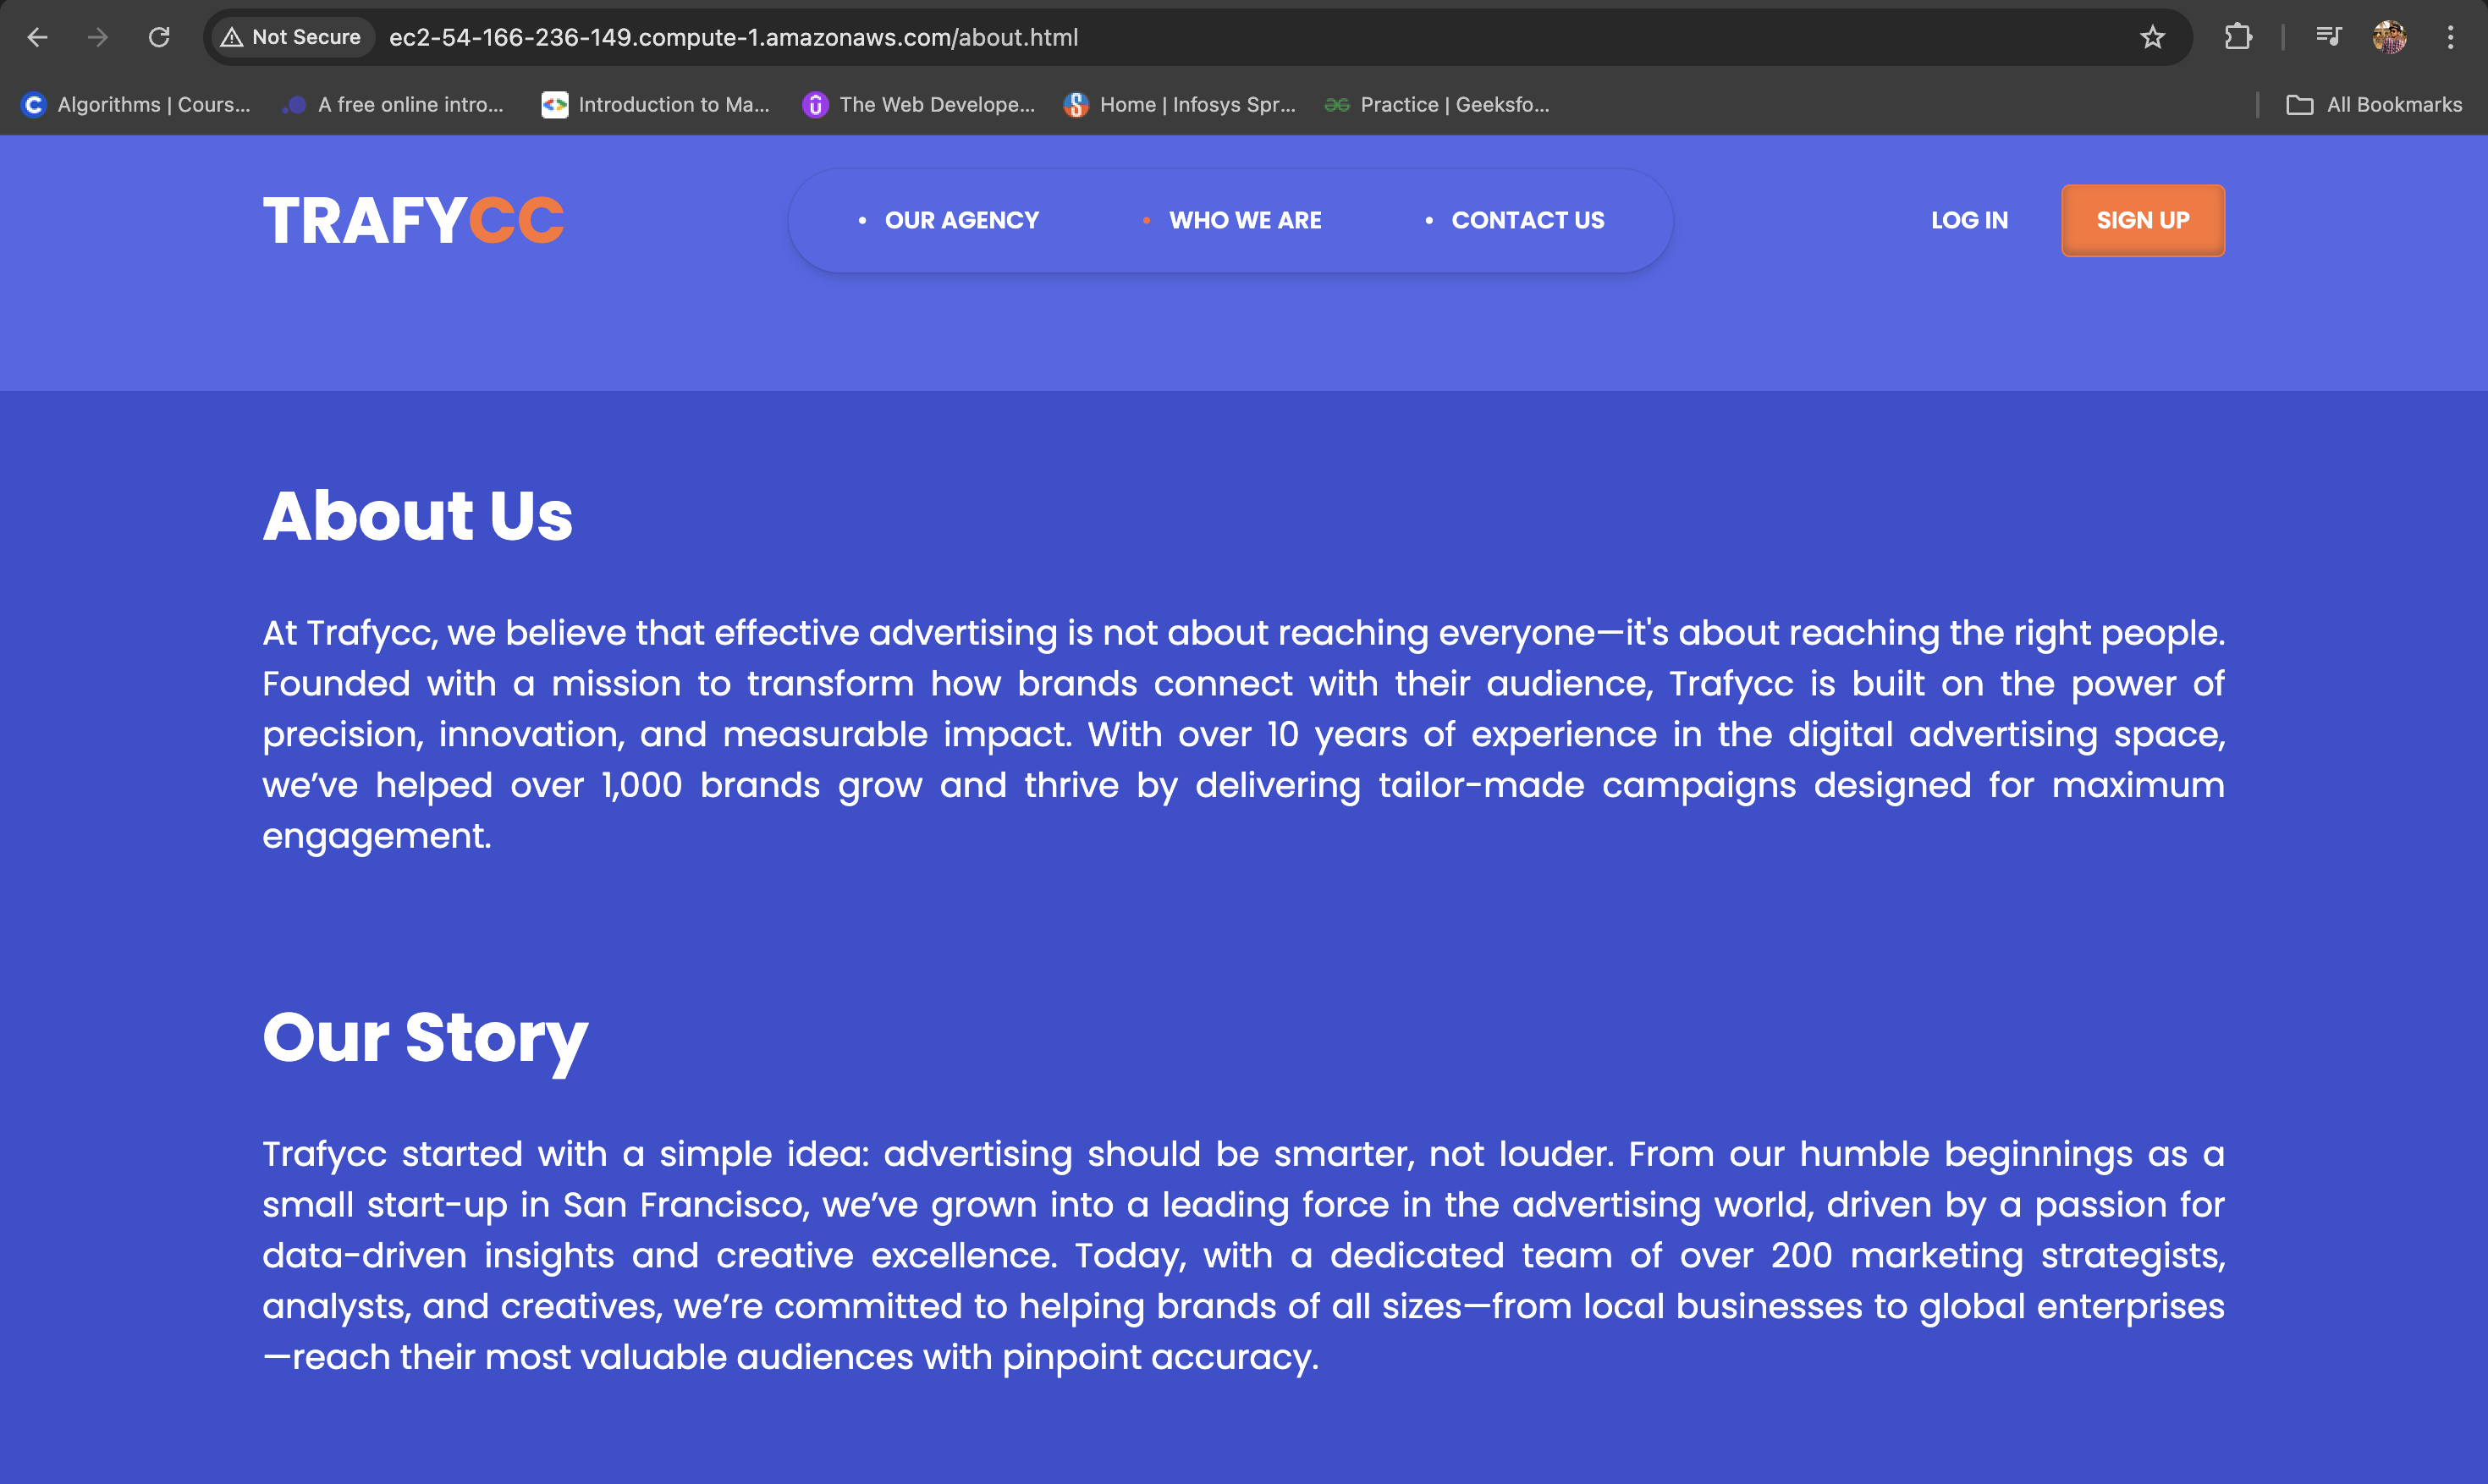 Not Secure ec2-54-166-236-149.compute-1.amazonaws.com/about.html
Algorithms | Cours... A free online intro... Introduction to Ma... The Web Develope... Home | Infosys Spr... Practice | Geeksfo... All Bookmarks
TRAFYCC • OUR AGENCY • WHO WE ARE • CONTACT US LOG IN SIGN UP
About Us
At Trafycc, we believe that effective advertising is not about reaching everyone—it's about reaching the right people.
Founded with a mission to transform how brands connect with their audience, Trafycc is built on the power of
precision, innovation, and measurable impact. With over 10 years of experience in the digital advertising space,
we’ve helped over 1,000 brands grow and thrive by delivering tailor-made campaigns designed for maximum
engagement.
Our Story
Trafycc started with a simple idea: advertising should be smarter, not louder. From our humble beginnings as a
small start-up in San Francisco, we’ve grown into a leading force in the advertising world, driven by a passion for
data-driven insights and creative excellence. Today, with a dedicated team of over 200 marketing strategists,
analysts, and creatives, we’re committed to helping brands of all sizes—from local businesses to global enterprises
—reach their most valuable audiences with pinpoint accuracy.